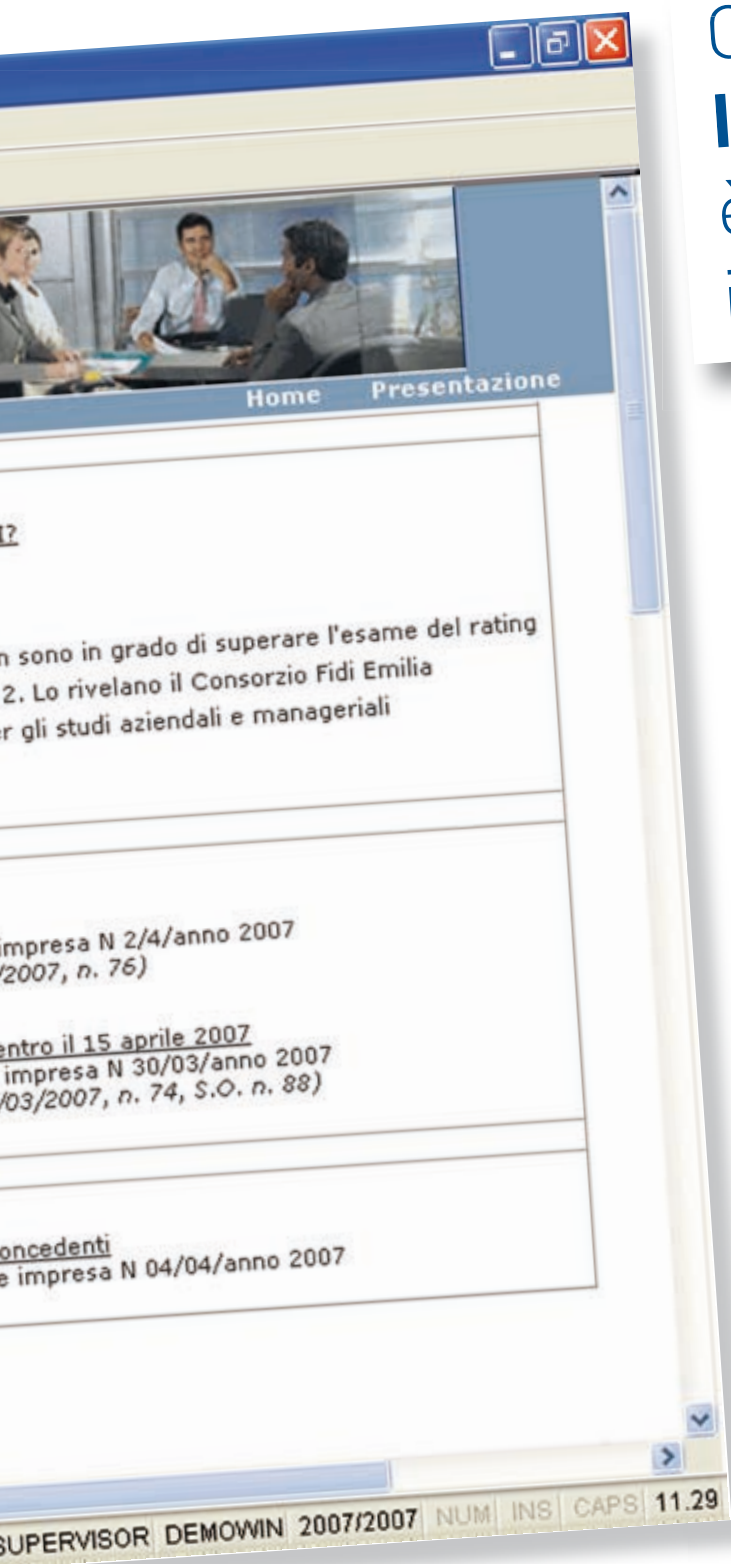 Home Presentazione
I?
sono in grado di superare l'esame del rating
2. Lo rivelano il Consorzio Fidi Emilia
gli studi aziendali e manageriali
impresa N 2/4/anno 2007
/2007, n. 76)
entro il 15 aprile 2007
impresa N 30/03/anno 2007
/03/2007, n. 74, S.O. n. 88)
oncedenti
e impresa N 04/04/anno 2007
SUPERVISOR DEMOWIN 2007/2007 NUM INS CAPS 11.29
è